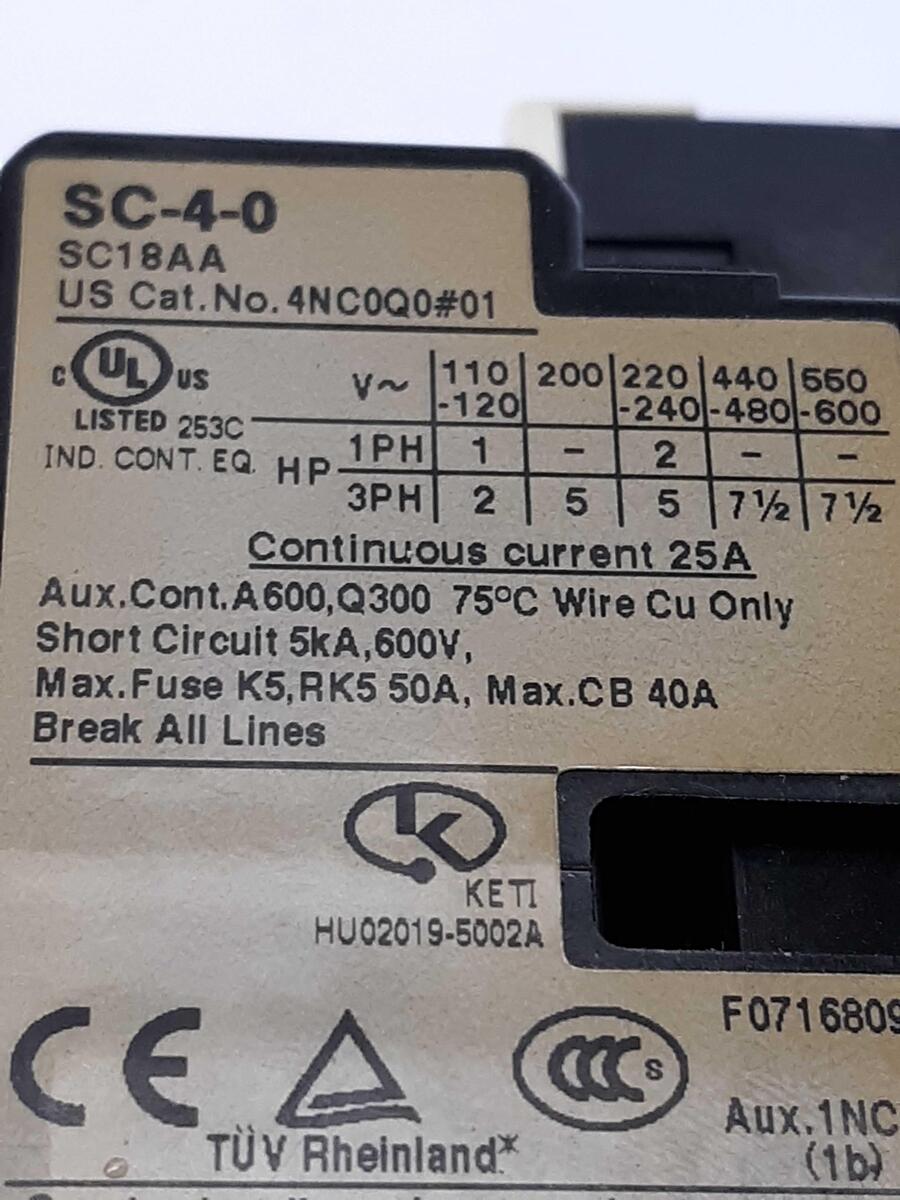 SC-4-0
SC18AA
US Cat.No.4NC0Q0#01
C UL US
LISTED 253C
IND. CONT. EQ.
V~ 110-120 200 220-240 440-480 550-600
HP 1PH 1 – 2 – –
3PH 2 5 5 7½ 7½
Continuous current 25A
Aux.Cont.A600,Q300 75°C Wire Cu Only
Short Circuit 5kA,600V,
Max.Fuse K5,RK5 50A, Max.CB 40A
Break All Lines
KETI
HU02019-5002A
CE
CCC S
F0716809
Aux.1NC
(1b)
TÜV Rheinland*